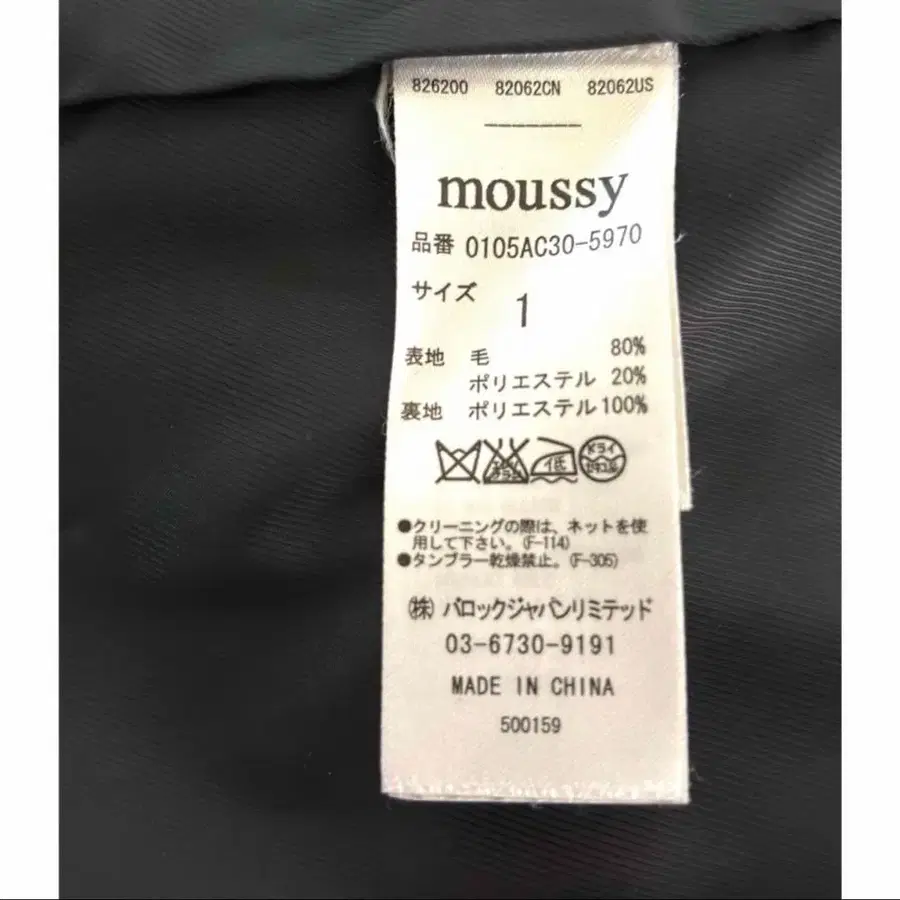 826200 82062CN 82062US
moussy
品番 0105AC30-5970
サイズ 1
表地 毛 80%
ポリエステル 20%
裏地 ポリエステル 100%
低
ドライ
●クリーニングの際は、ネットを使
用して下さい。(F-114)
●タンブラー乾燥禁止。(F-305)
㈱ バロックジャパンリミテッド
03-6730-9191
MADE IN CHINA
500159